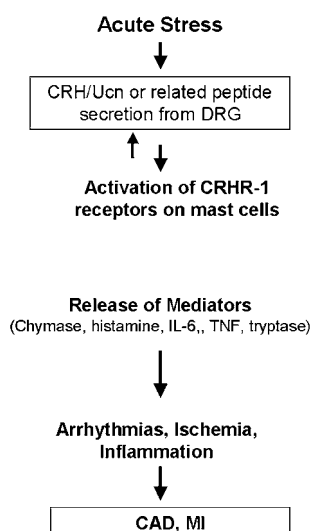 Acute Stress
CRH/Ucn or related peptide
secretion from DRG
Activation of CRHR-1
receptors on mast cells
Release of Mediators
(Chymase, histamine, IL-6,, TNF, tryptase)
Arrhythmias, Ischemia,
Inflammation
CAD, MI